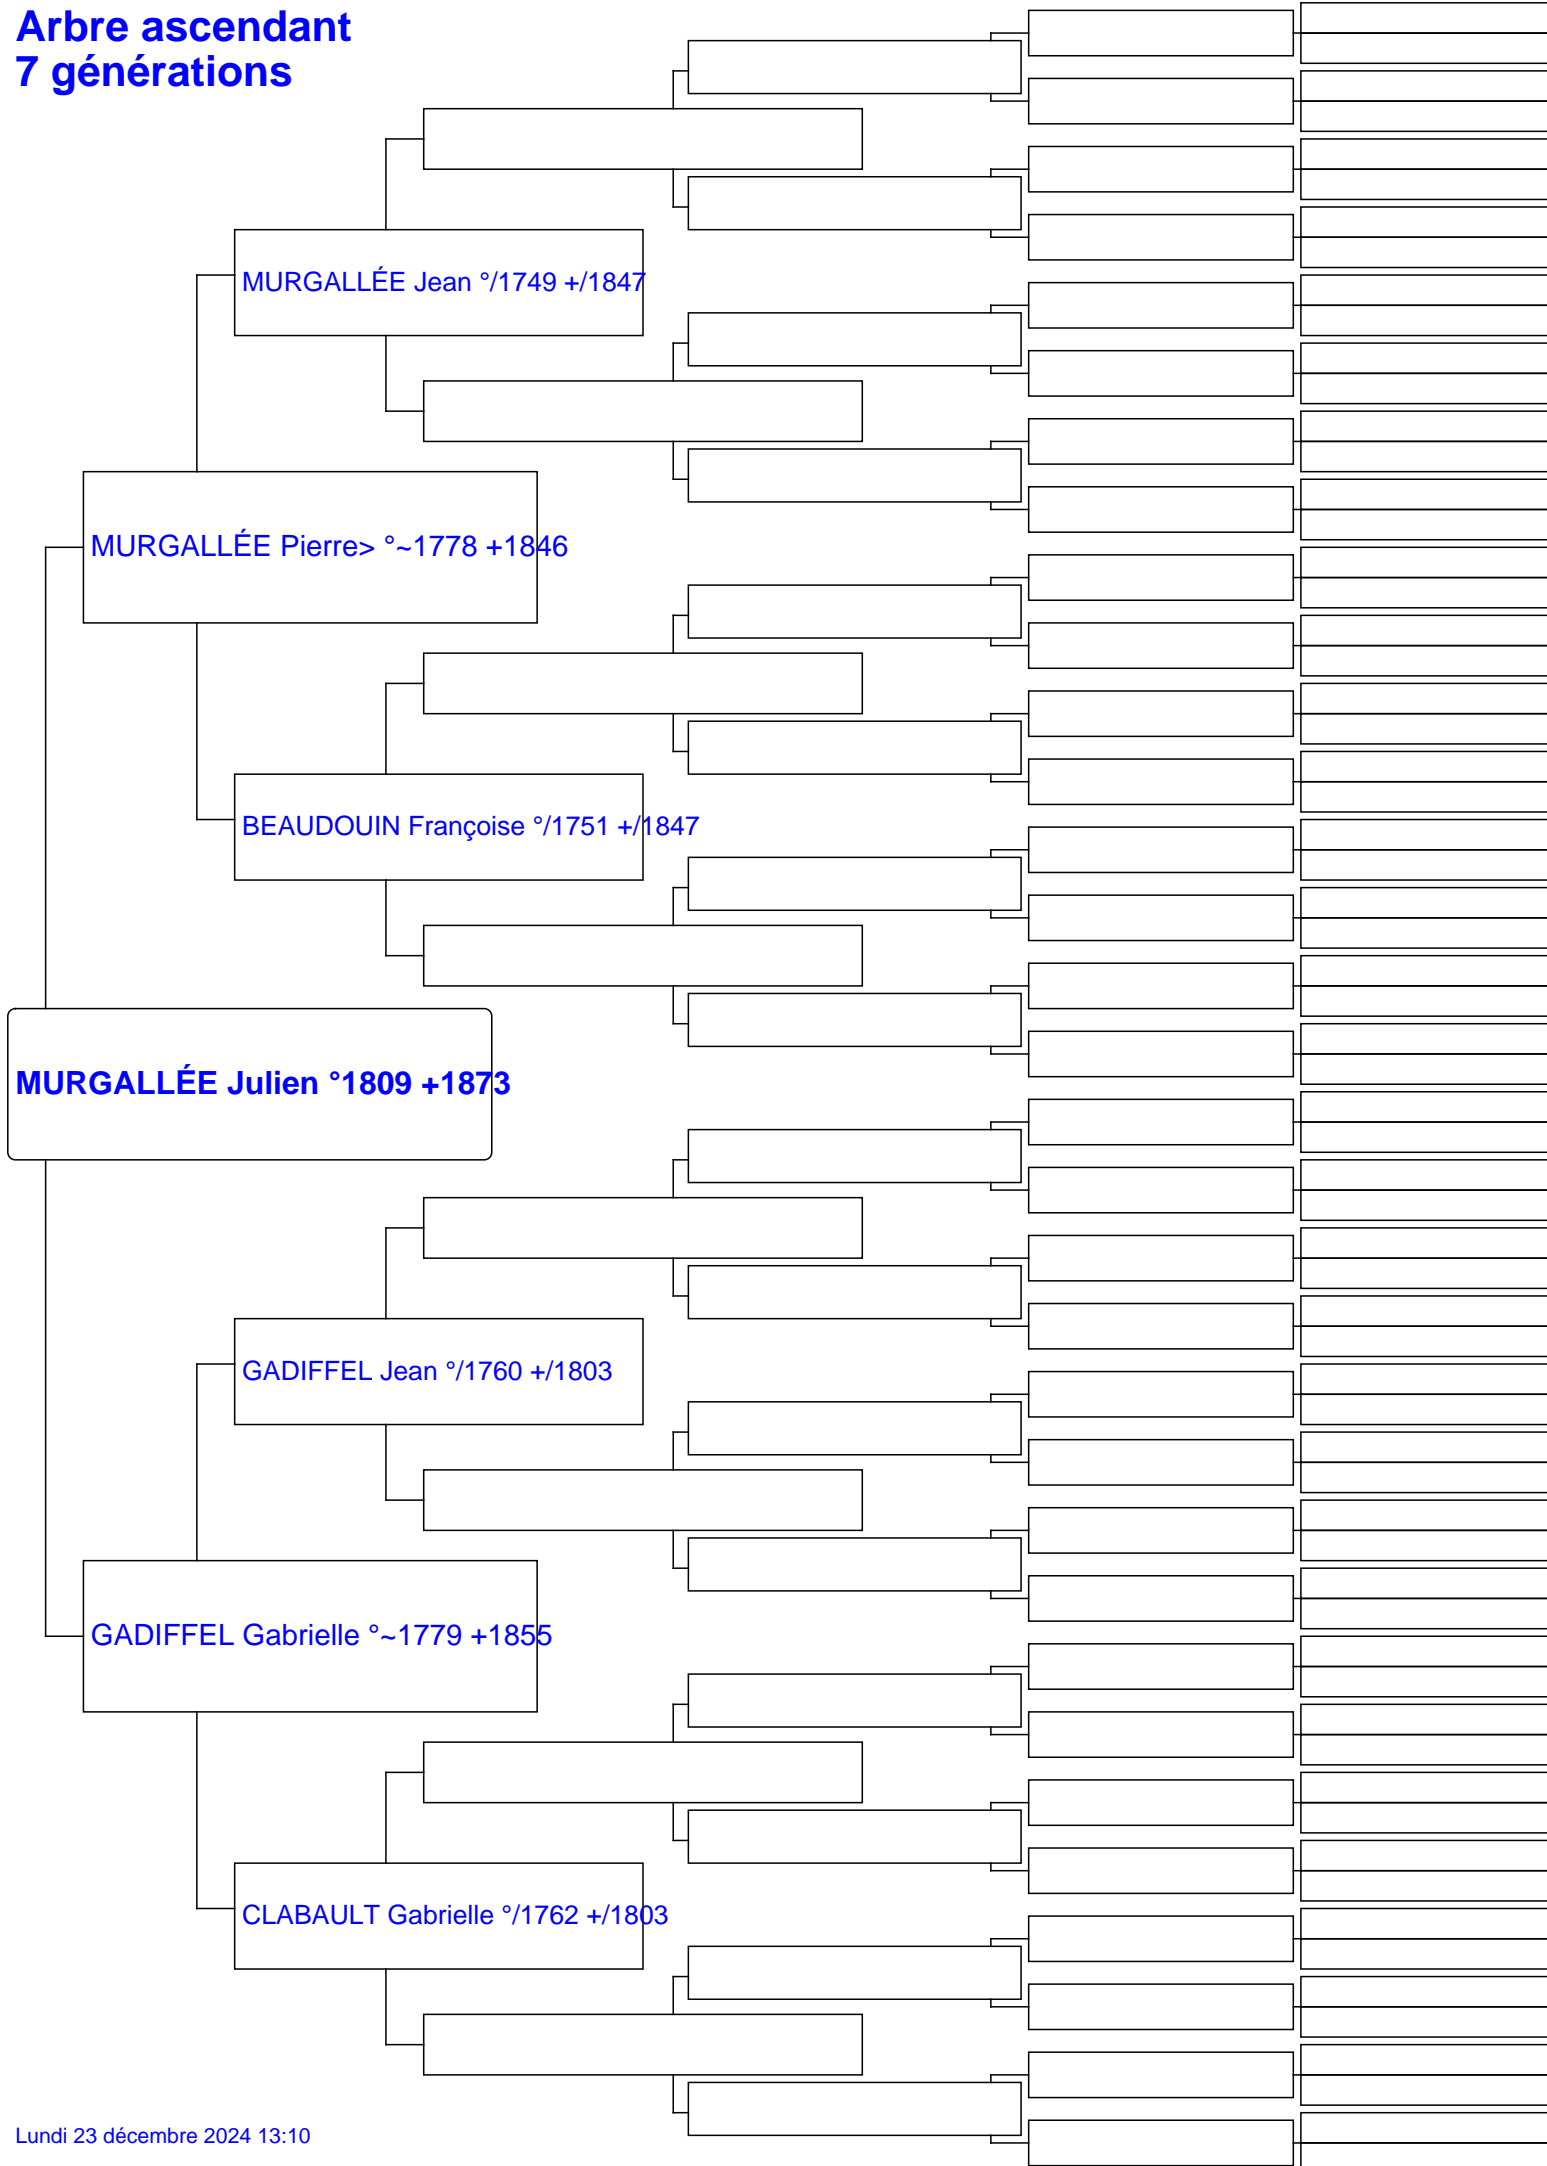 Arbre ascendant
7 générations
MURGALLÉE Jean °/1749 +/1847
MURGALLÉE Pierre> °~1778 +1846
BEAUDOUIN Françoise °/1751 +/1847
MURGALLÉE Julien °1809 +1873
GADIFFEL Jean °/1760 +/1803
GADIFFEL Gabrielle °~1779 +1855
CLABAULT Gabrielle °/1762 +/1803
Lundi 23 décembre 2024 13:10